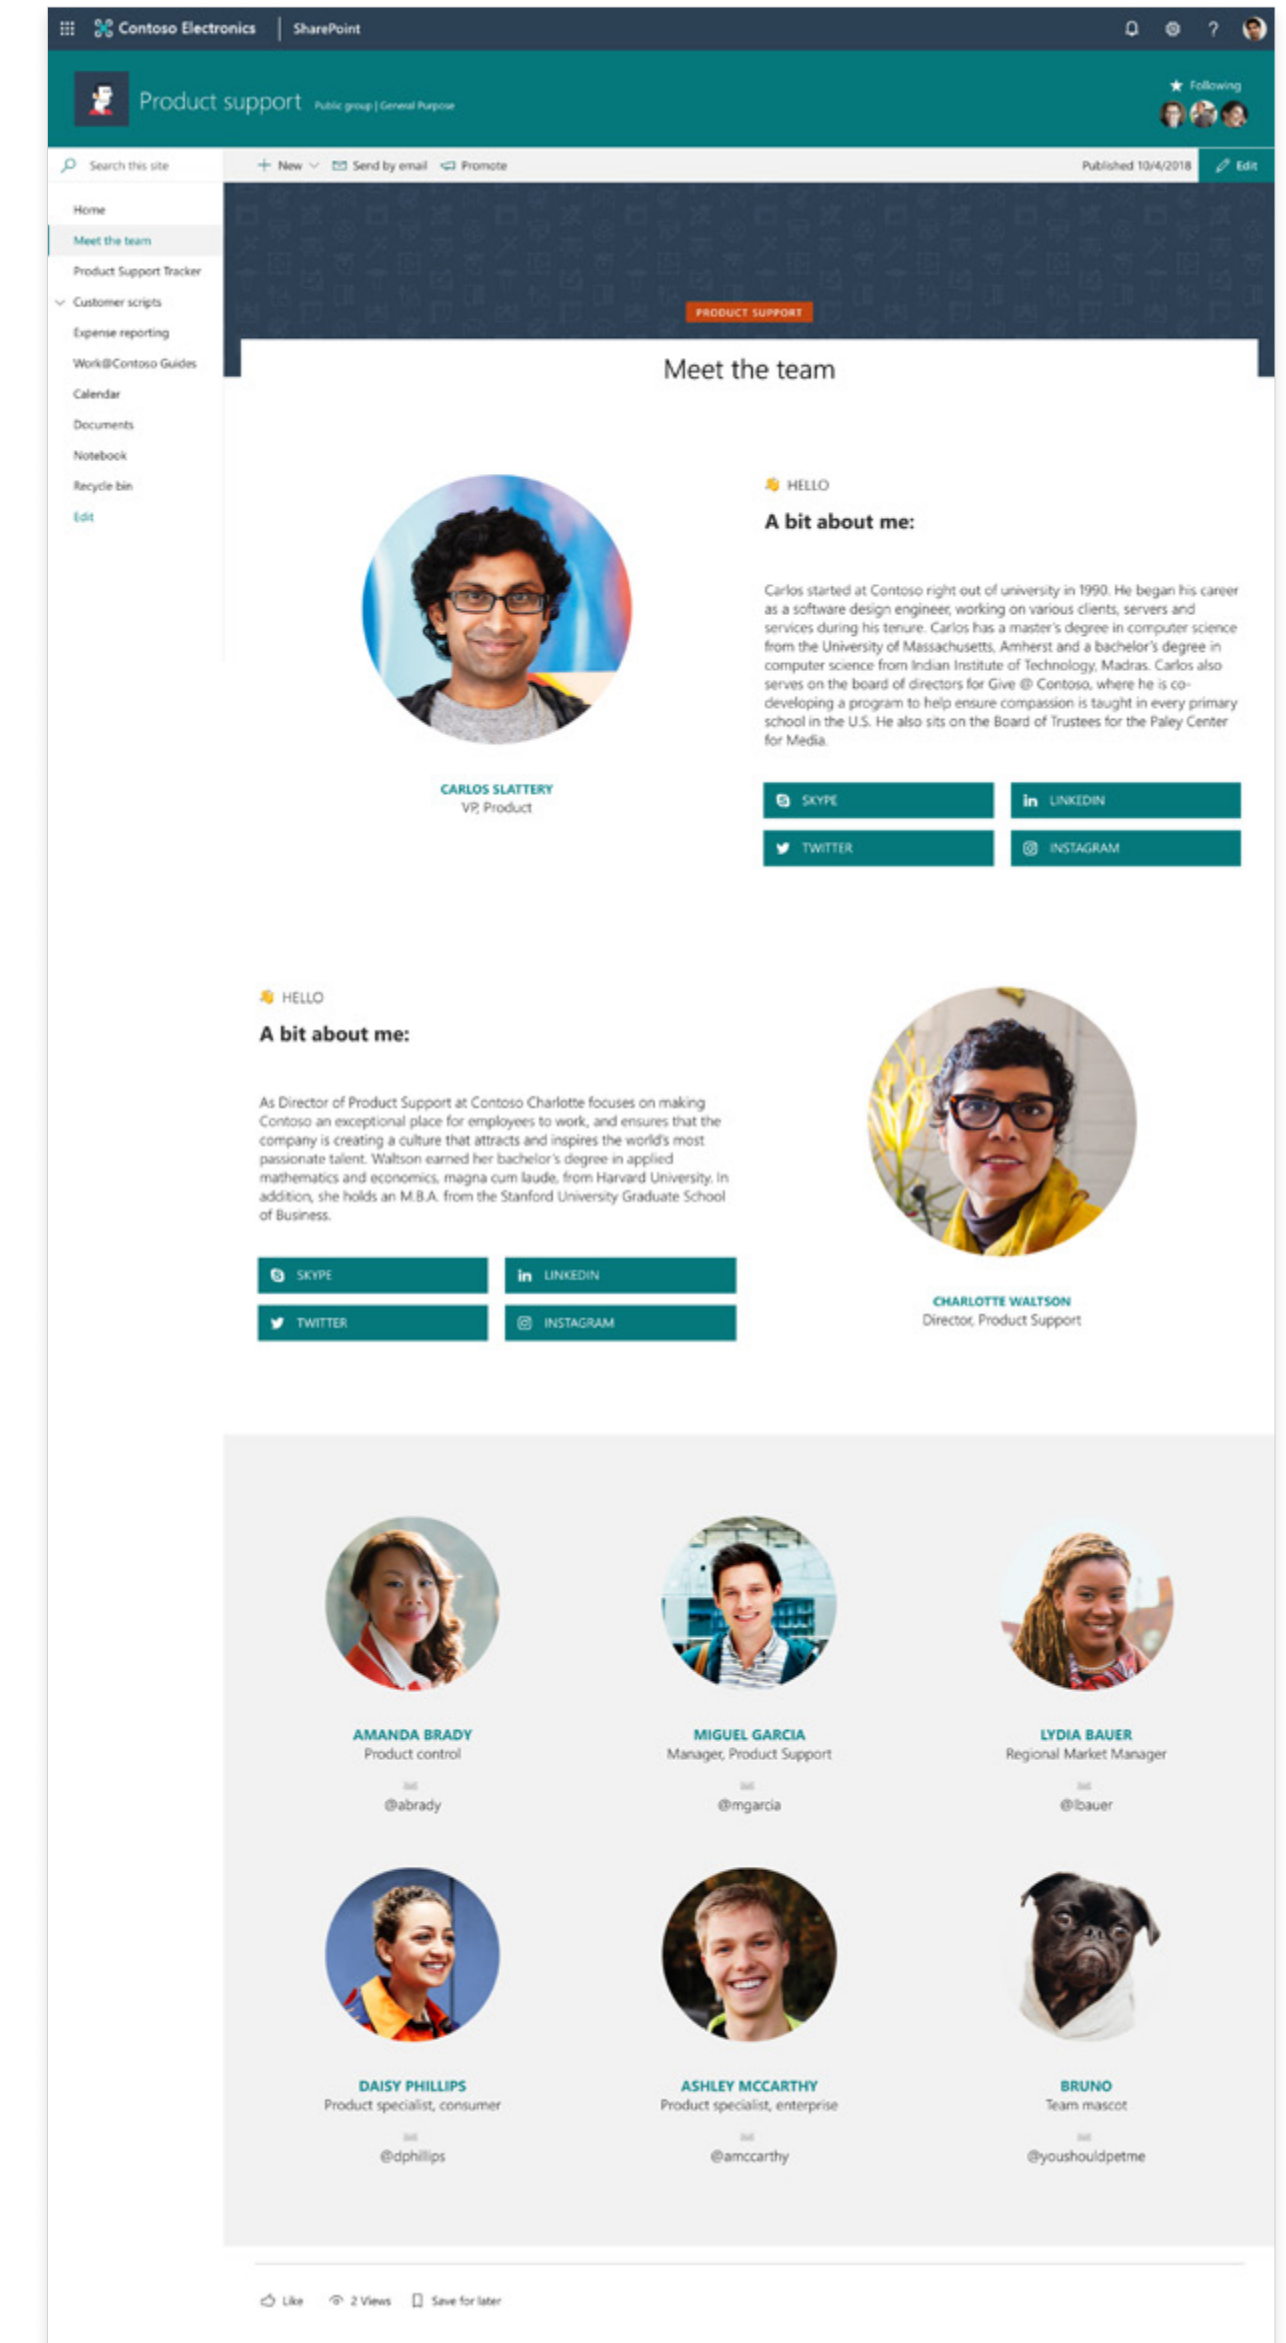 Contoso Electronics
SharePoint
Product support
Public group | General Purpose
Following
Search this site
New
Send by email
Promote
Published 10/4/2018
Edit
Home
Meet the team
Product Support Tracker
Customer scripts
Expense reporting
Work@Contoso Guides
Calendar
Documents
Notebook
Recycle bin
Edit
PRODUCT SUPPORT
Meet the team
CARLOS SLATTERY
VP, Product
HELLO
A bit about me:
Carlos started at Contoso right out of university in 1990. He began his career
as a software design engineer, working on various clients, servers and
services during his tenure. Carlos has a master's degree in computer science
from the University of Massachusetts, Amherst and a bachelor's degree in
computer science from Indian Institute of Technology, Madras. Carlos also
serves on the board of directors for Give @ Contoso, where he is co-
developing a program to help ensure compassion is taught in every primary
school in the U.S. He also sits on the Board of Trustees for the Paley Center
for Media.
SKYPE
LINKEDIN
TWITTER
INSTAGRAM
HELLO
A bit about me:
As Director of Product Support at Contoso Charlotte focuses on making
Contoso an exceptional place for employees to work, and ensures that the
company is creating a culture that attracts and inspires the world's most
passionate talent. Waltson earned her bachelor's degree in applied
mathematics and economics, magna cum laude, from Harvard University. In
addition, she holds an M.B.A. from the Stanford University Graduate School
of Business.
SKYPE
LINKEDIN
TWITTER
INSTAGRAM
CHARLOTTE WALTSON
Director, Product Support
AMANDA BRADY
Product control
@abrady
MIGUEL GARCIA
Manager, Product Support
@mgarcia
LYDIA BAUER
Regional Market Manager
@lbauer
DAISY PHILLIPS
Product specialist, consumer
@dphillips
ASHLEY MCCARTHY
Product specialist, enterprise
@amccarthy
BRUNO
Team mascot
@youshouldpetme
Like
2 Views
Save for later